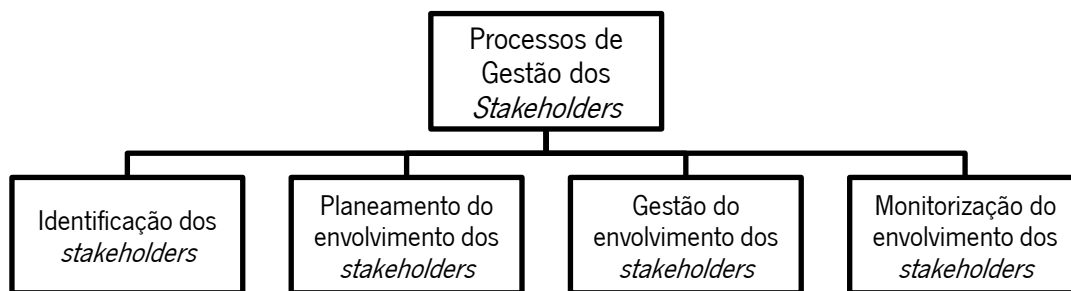 Processos de
Gestão dos
Stakeholders
Identificação dos
stakeholders
Planeamento do
envolvimento dos
stakeholders
Gestão do
envolvimento dos
stakeholders
Monitorização do
envolvimento dos
stakeholders